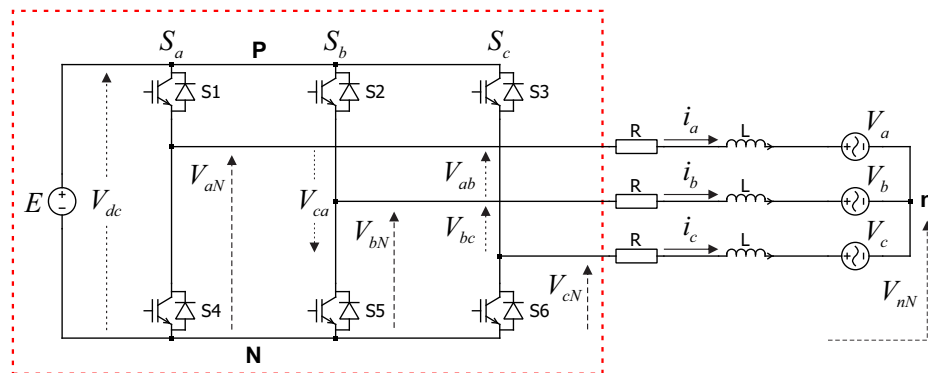 S_a
P
S_b
S_c
S1
S2
S3
R
i_a
L
V_a
E
V_dc
V_aN
V_ca
V_ab
R
i_b
L
V_b
n
V_bN
V_bc
R
i_c
L
V_c
V_cN
V_nN
S4
S5
S6
N